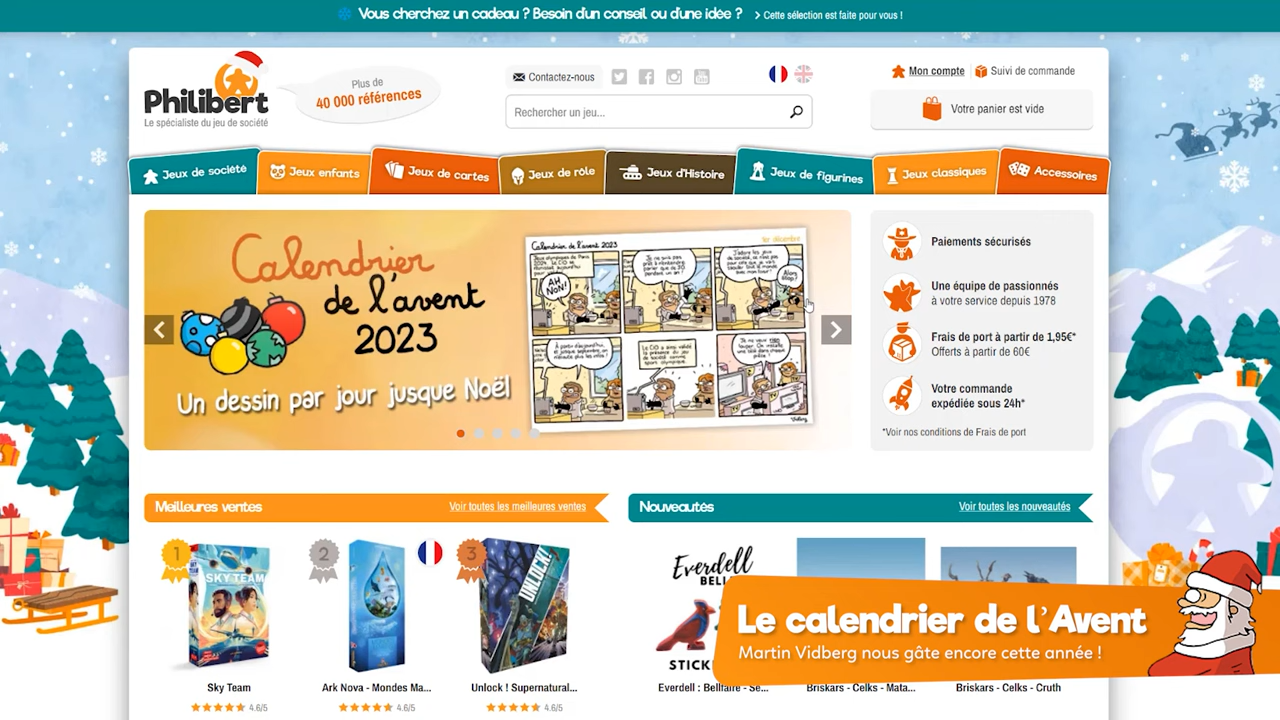 Vous cherchez un cadeau ? Besoin d'un conseil ou d'une idée ? > Cette sélection est faite pour vous !
Philibert
Le spécialiste du jeu de société
Plus de
40 000 références
Contactez-nous
Mon compte
Suivi de commande
Rechercher un jeu...
Votre panier est vide
Jeux de société
Jeux enfants
Jeux de cartes
Jeux de rôle
Jeux d'Histoire
Jeux de figurines
Jeux classiques
Accessoires
Calendrier
de l'avent
2023
Un dessin par jour jusque Noël
Calendrier de l'avent 2023
1er décembre
AH NON!
Paiements sécurisés
Une équipe de passionnés
à votre service depuis 1978
Frais de port à partir de 1,95€*
Offerts à partir de 60€
Votre commande
expédiée sous 24h*
*Voir nos conditions de Frais de port
Meilleures ventes
Voir toutes les meilleures ventes
Nouveautés
Voir toutes les nouveautés
1
SKY TEAM
2
3
UNLOCK!
Everdell
BELL
STICK
Sky Team
Ark Nova - Mondes Ma...
Unlock ! Supernatural...
Everdell : Bellfaire - Se...
Briskars - Celks - Mata...
Briskars - Celks - Cruth
4.6/5
4.6/5
4.6/5
Le calendrier de l'Avent
Martin Vidberg nous gâte encore cette année !